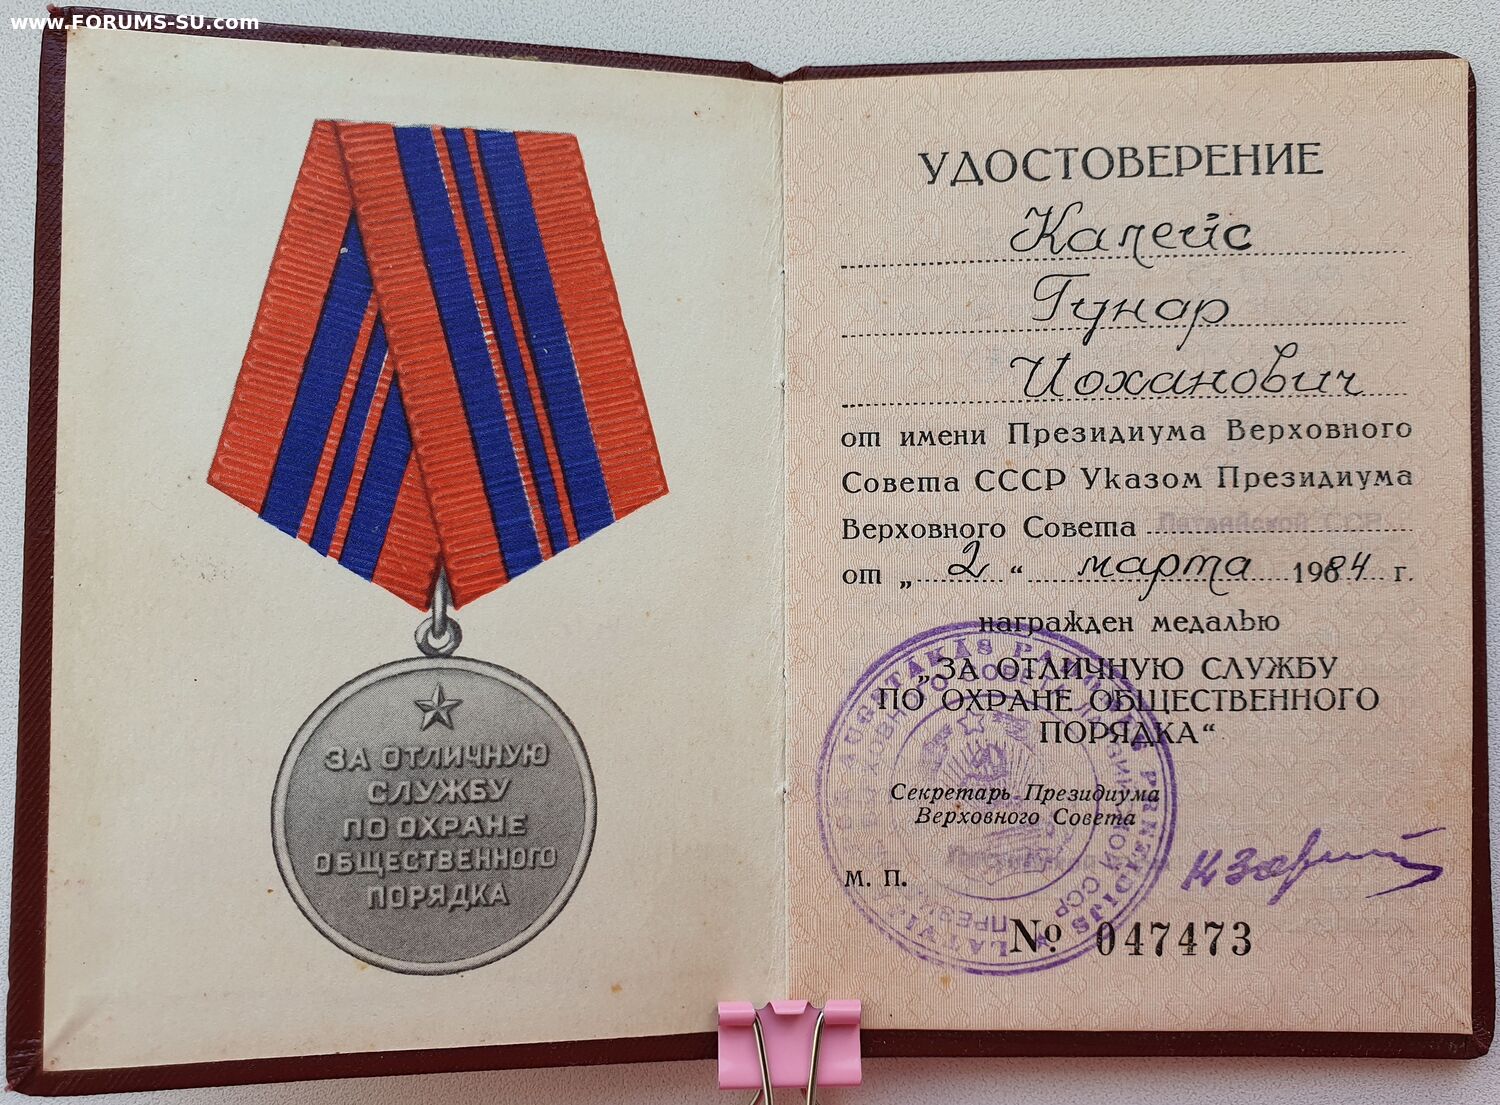 www.FORUMS-SU.com
ЗА ОТЛИЧНУЮ
СЛУЖБУ
ПО ОХРАНЕ
ОБЩЕСТВЕННОГО
ПОРЯДКА
УДОСТОВЕРЕНИЕ
Калейс
Гунар
Иоханович
от имени Президиума Верховного
Совета СССР Указом Президиума
Верховного Совета Латвийской ССР
от „ 2 “ марта 1984 г.
награжден медалью
„ЗА ОТЛИЧНУЮ СЛУЖБУ
ПО ОХРАНЕ ОБЩЕСТВЕННОГО
ПОРЯДКА“
Секретарь Президиума
Верховного Совета
М. П.
№ 047473